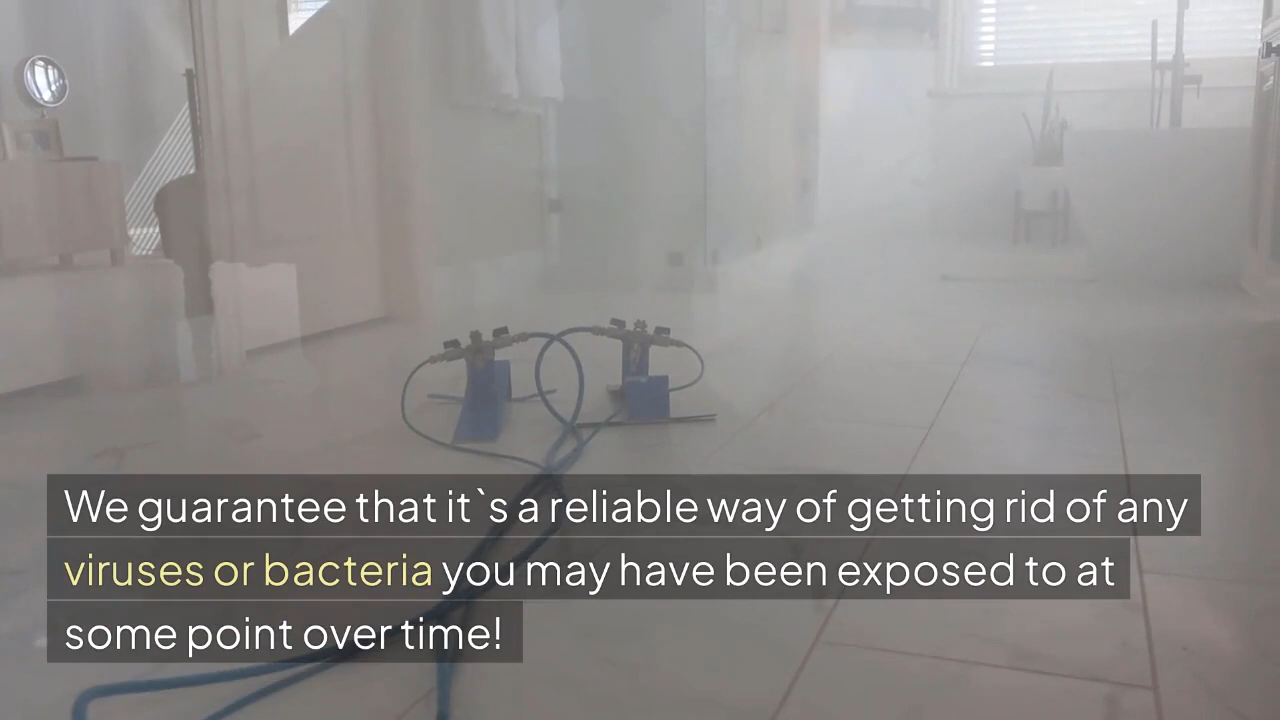 We guarantee that it`s a reliable way of getting rid of any
viruses or bacteria you may have been exposed to at
some point over time!